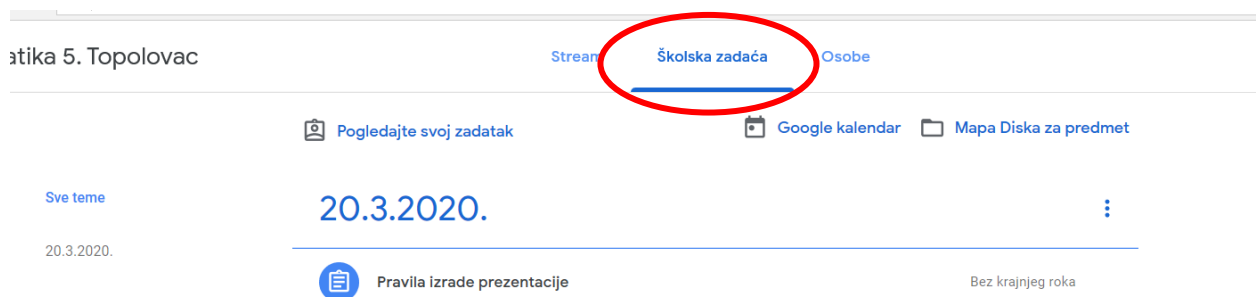 atika 5. Topolovac
Stream Školska zadaća Osobe
Pogledajte svoj zadatak Google kalendar Mapa Diska za predmet
Sve teme
20.3.2020.
20.3.2020.
Pravila izrade prezentacije Bez krajnjeg roka